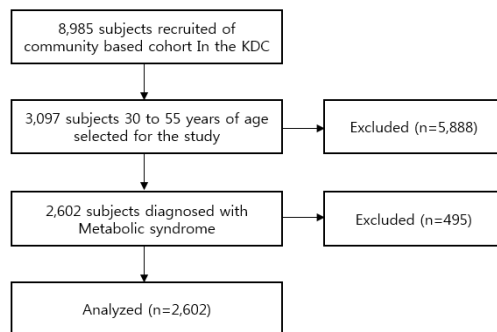 8,985 subjects recruited of
community based cohort In the KDC
3,097 subjects 30 to 55 years of age
selected for the study
Excluded (n=5,888)
2,602 subjects diagnosed with
Metabolic syndrome
Excluded (n=495)
Analyzed (n=2,602)